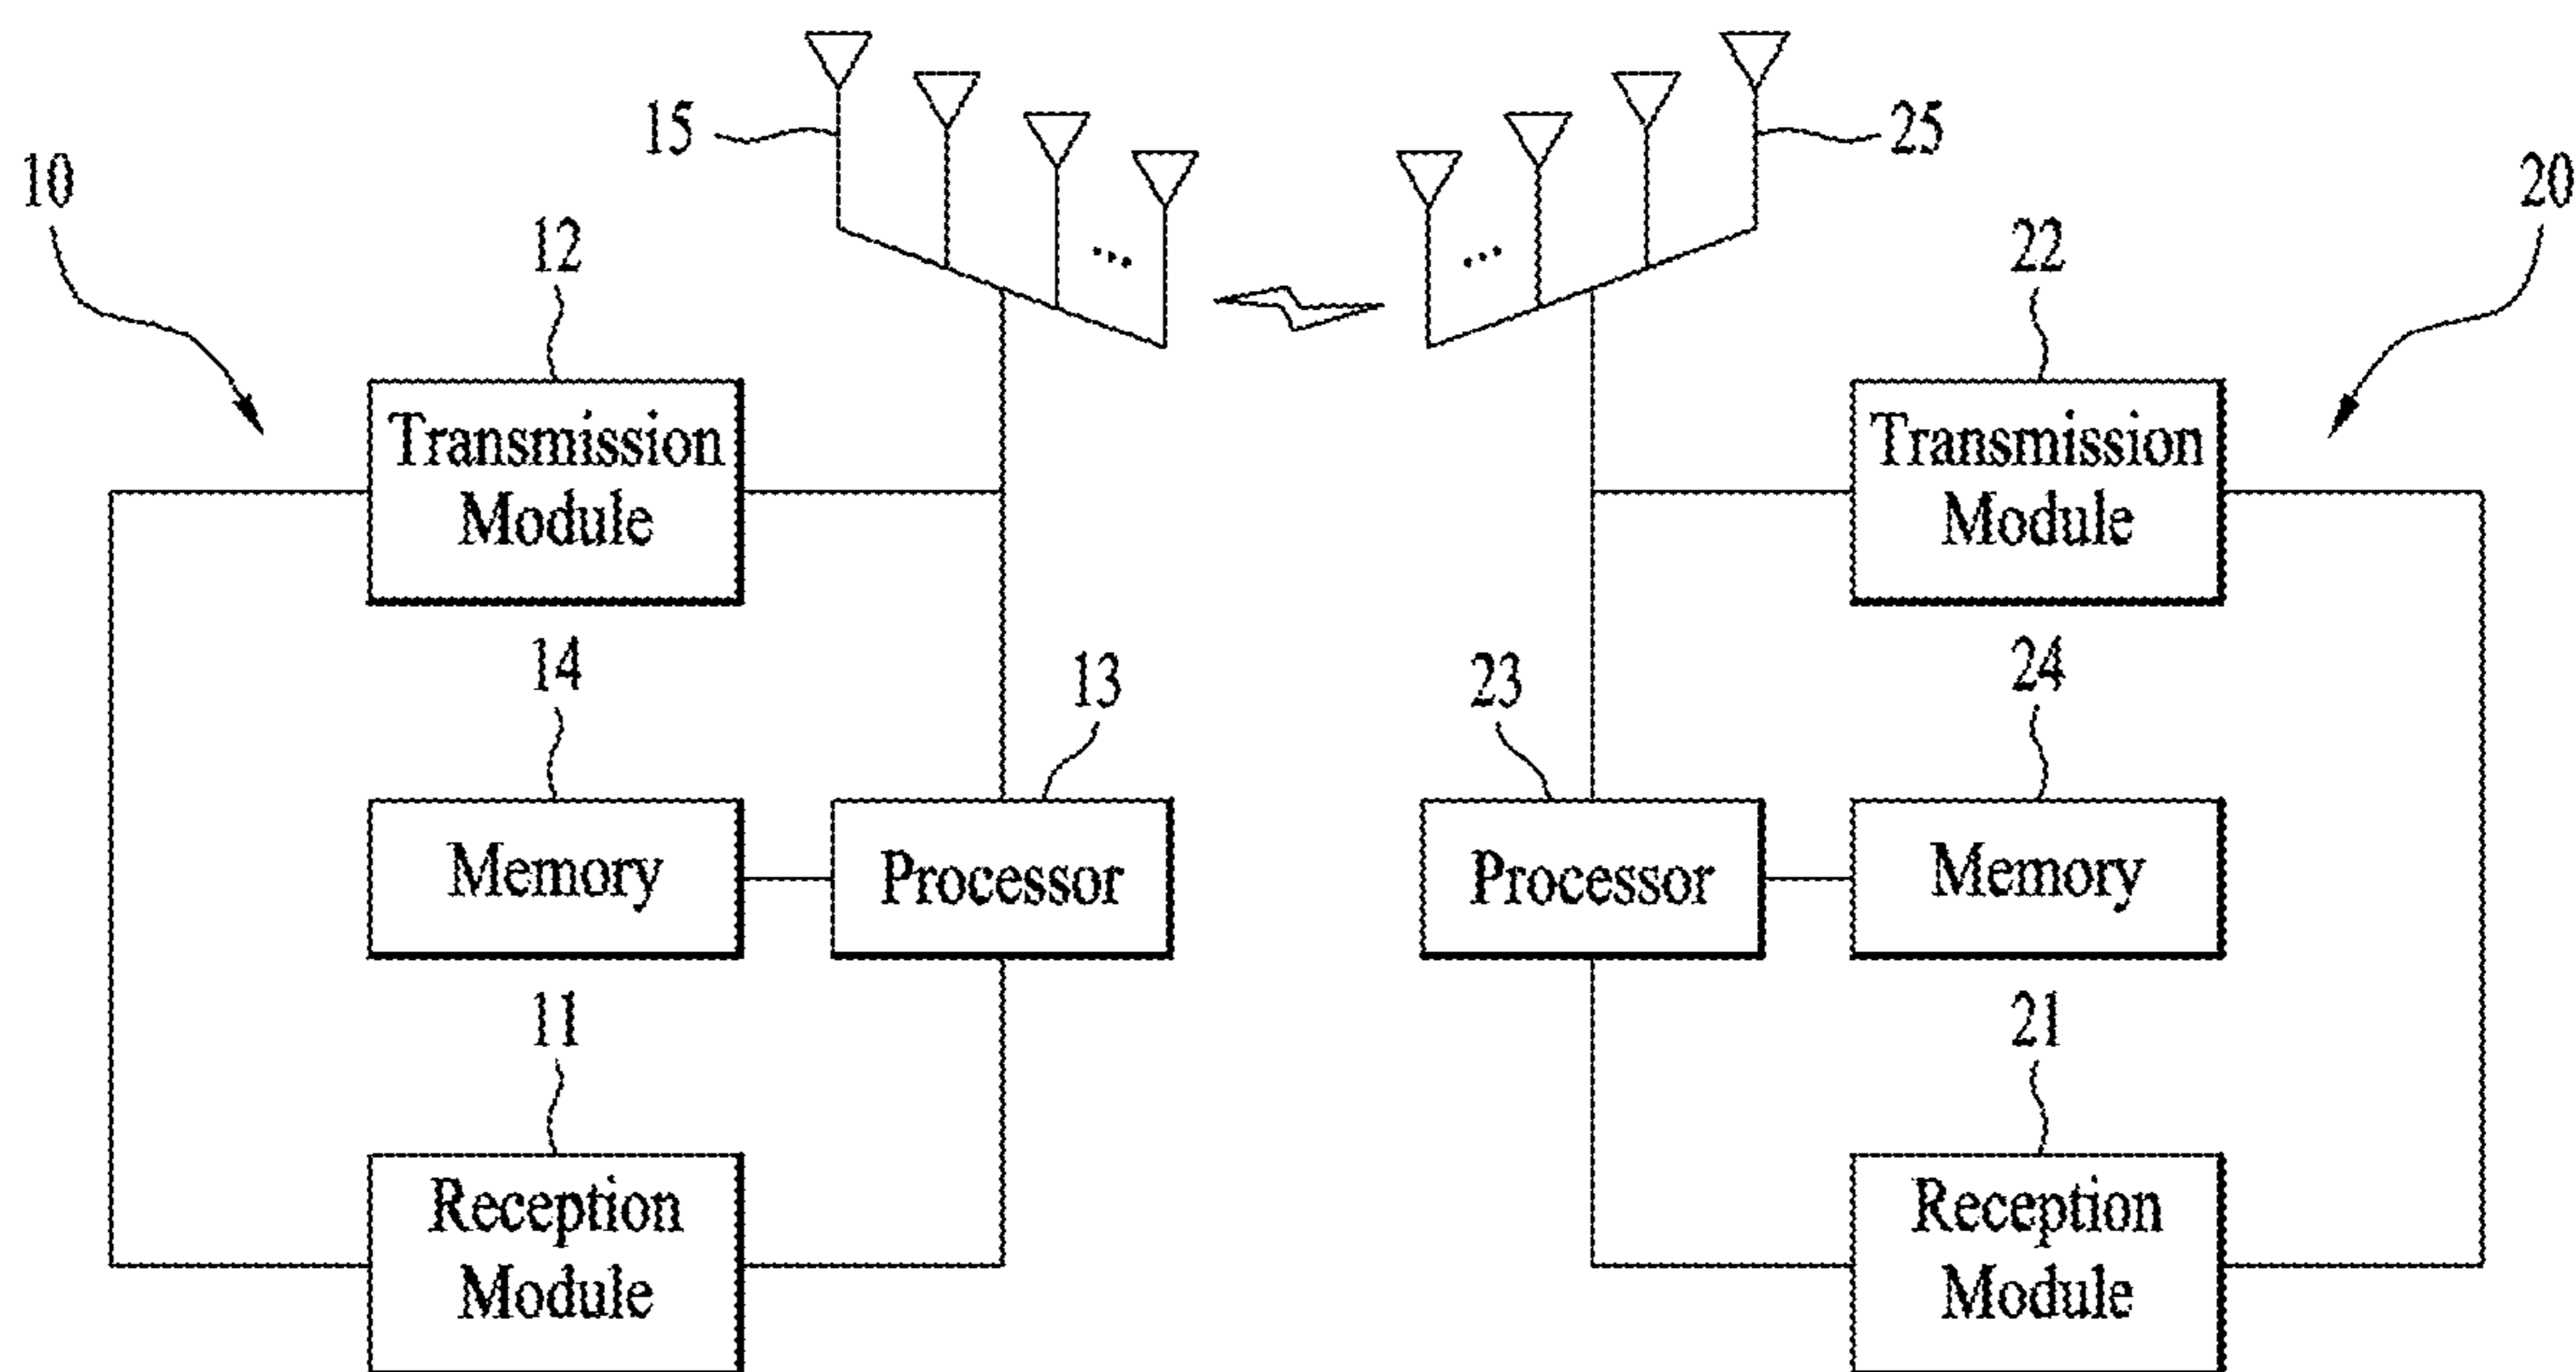 15
25
10
20
12
22
Transmission
Module
Transmission
Module
14
13
23
24
Memory
Processor
Processor
Memory
11
21
Reception
Module
Reception
Module